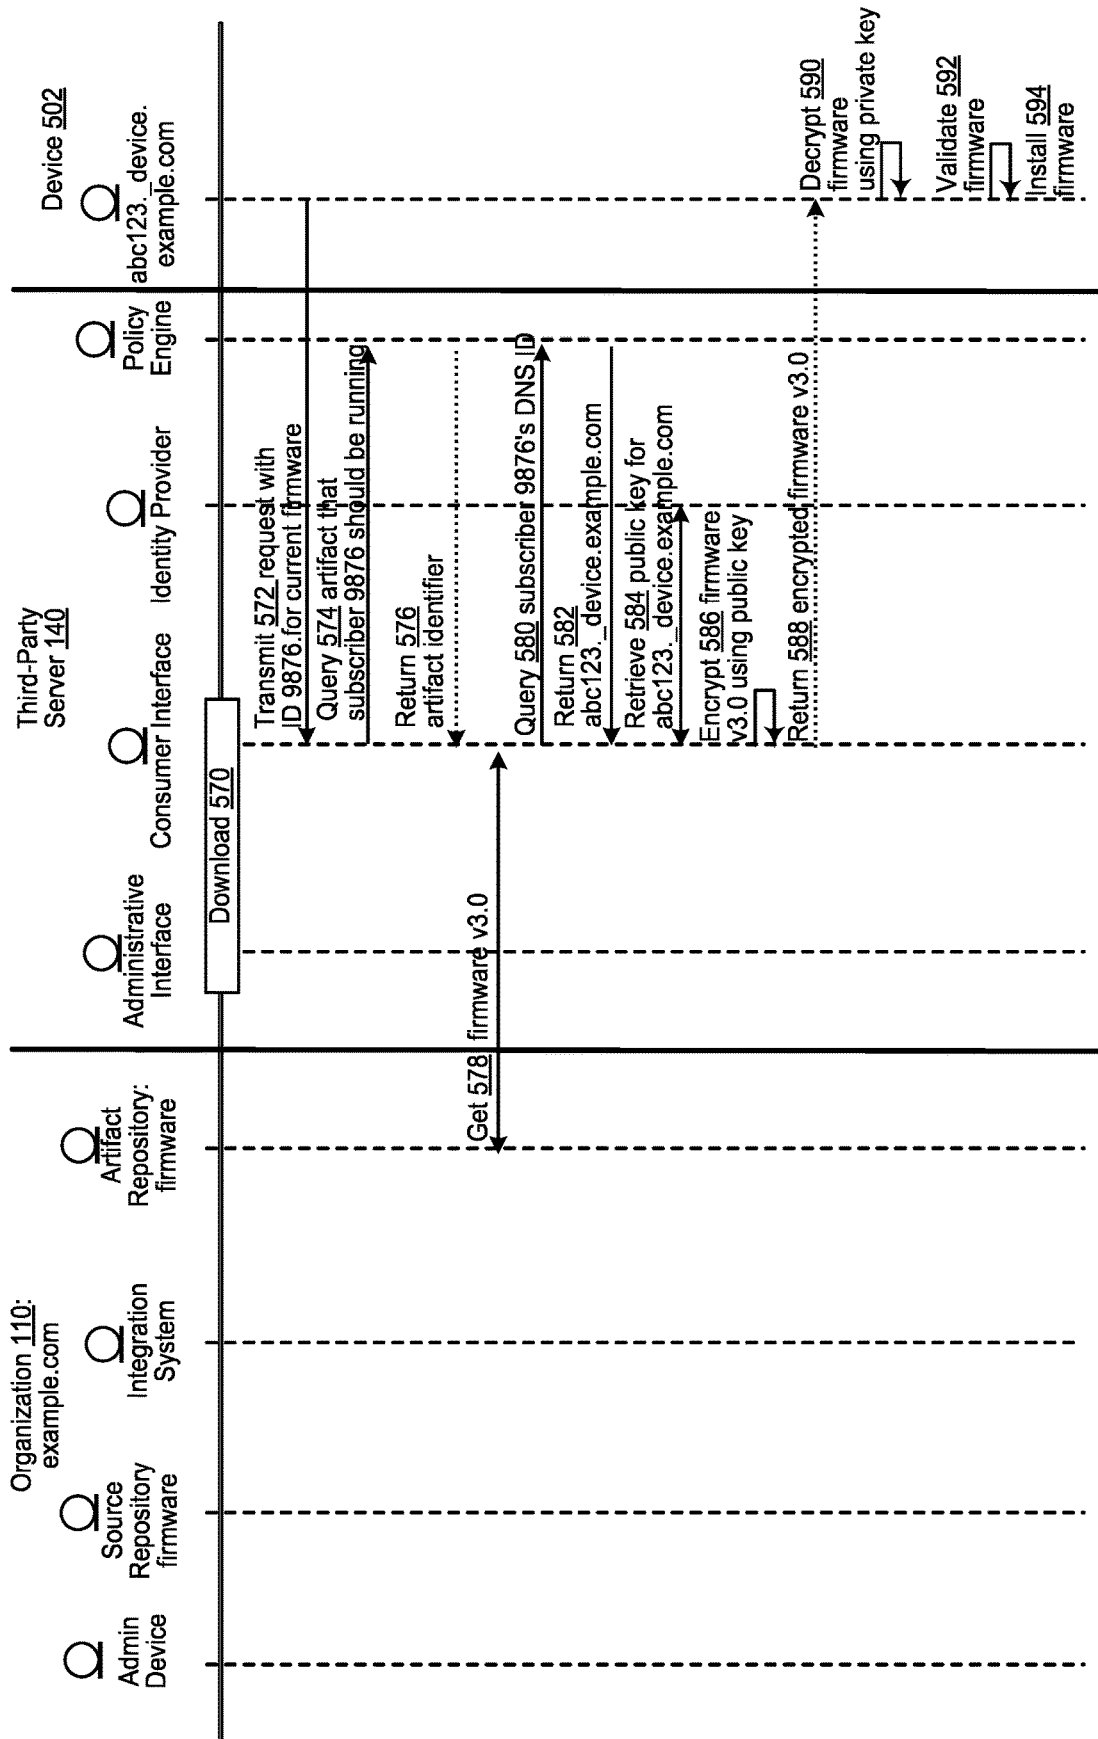 Organization 110:
example.com
Third-Party
Server 140
Device 502
Admin
Device
Source
Repository
firmware
Integration
System
Artifact
Repository:
firmware
Administrative
Interface
Consumer Interface
Identity Provider
Policy
Engine
abc123._device.
example.com
Download 570
Transmit 572 request with
ID 9876.for current firmware
Query 574 artifact that
subscriber 9876 should be running
Return 576
artifact identifier
Get 578 firmware v3.0
Query 580 subscriber 9876's DNS ID
Return 582
abc123._device.example.com
Retrieve 584 public key for
abc123._device.example.com
Encrypt 586 firmware
v3.0 using public key
Return 588 encrypted firmware v3.0
Decrypt 590
firmware
using private key
Validate 592
firmware
Install 594
firmware